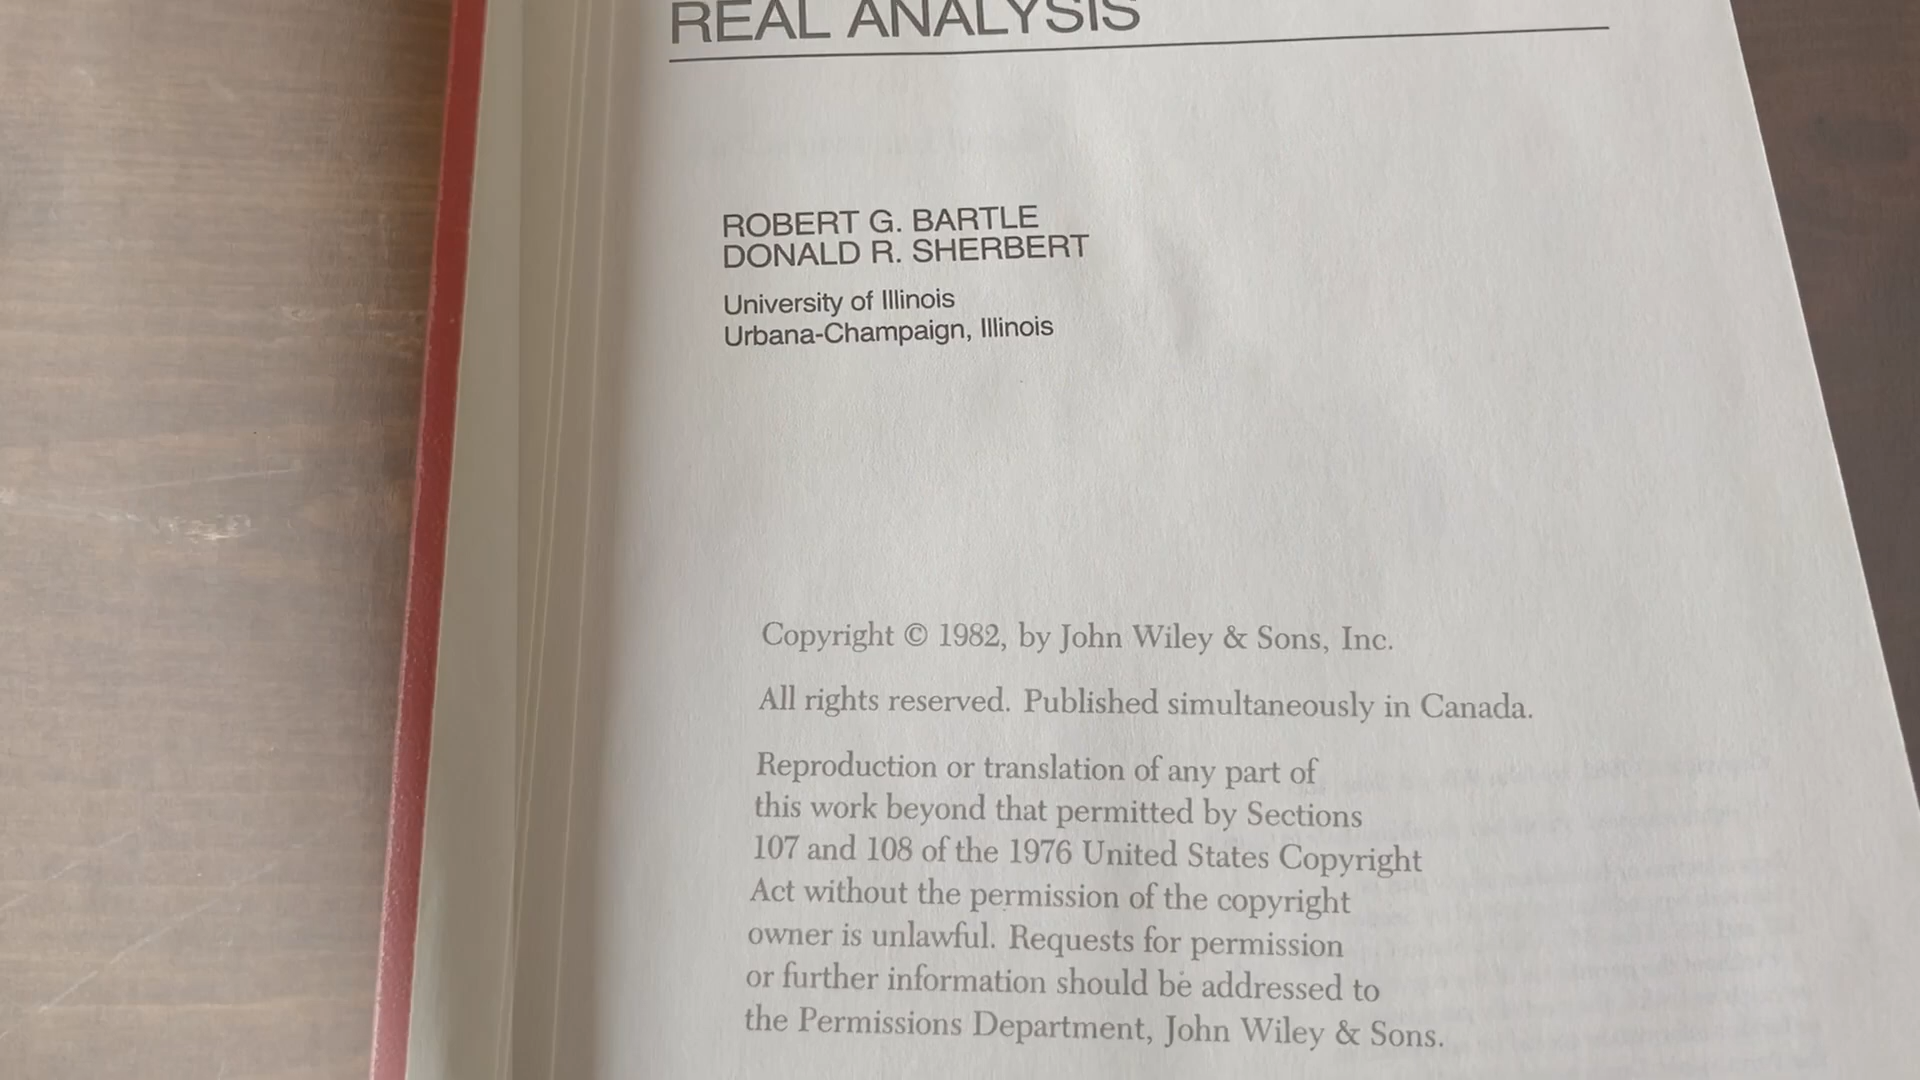 REAL ANALYSIS
ROBERT G. BARTLE
DONALD R. SHERBERT
University of Illinois
Urbana-Champaign, Illinois
Copyright © 1982, by John Wiley & Sons, Inc.
All rights reserved. Published simultaneously in Canada.
Reproduction or translation of any part of
this work beyond that permitted by Sections
107 and 108 of the 1976 United States Copyright
Act without the permission of the copyright
owner is unlawful. Requests for permission
or further information should be addressed to
the Permissions Department, John Wiley & Sons.